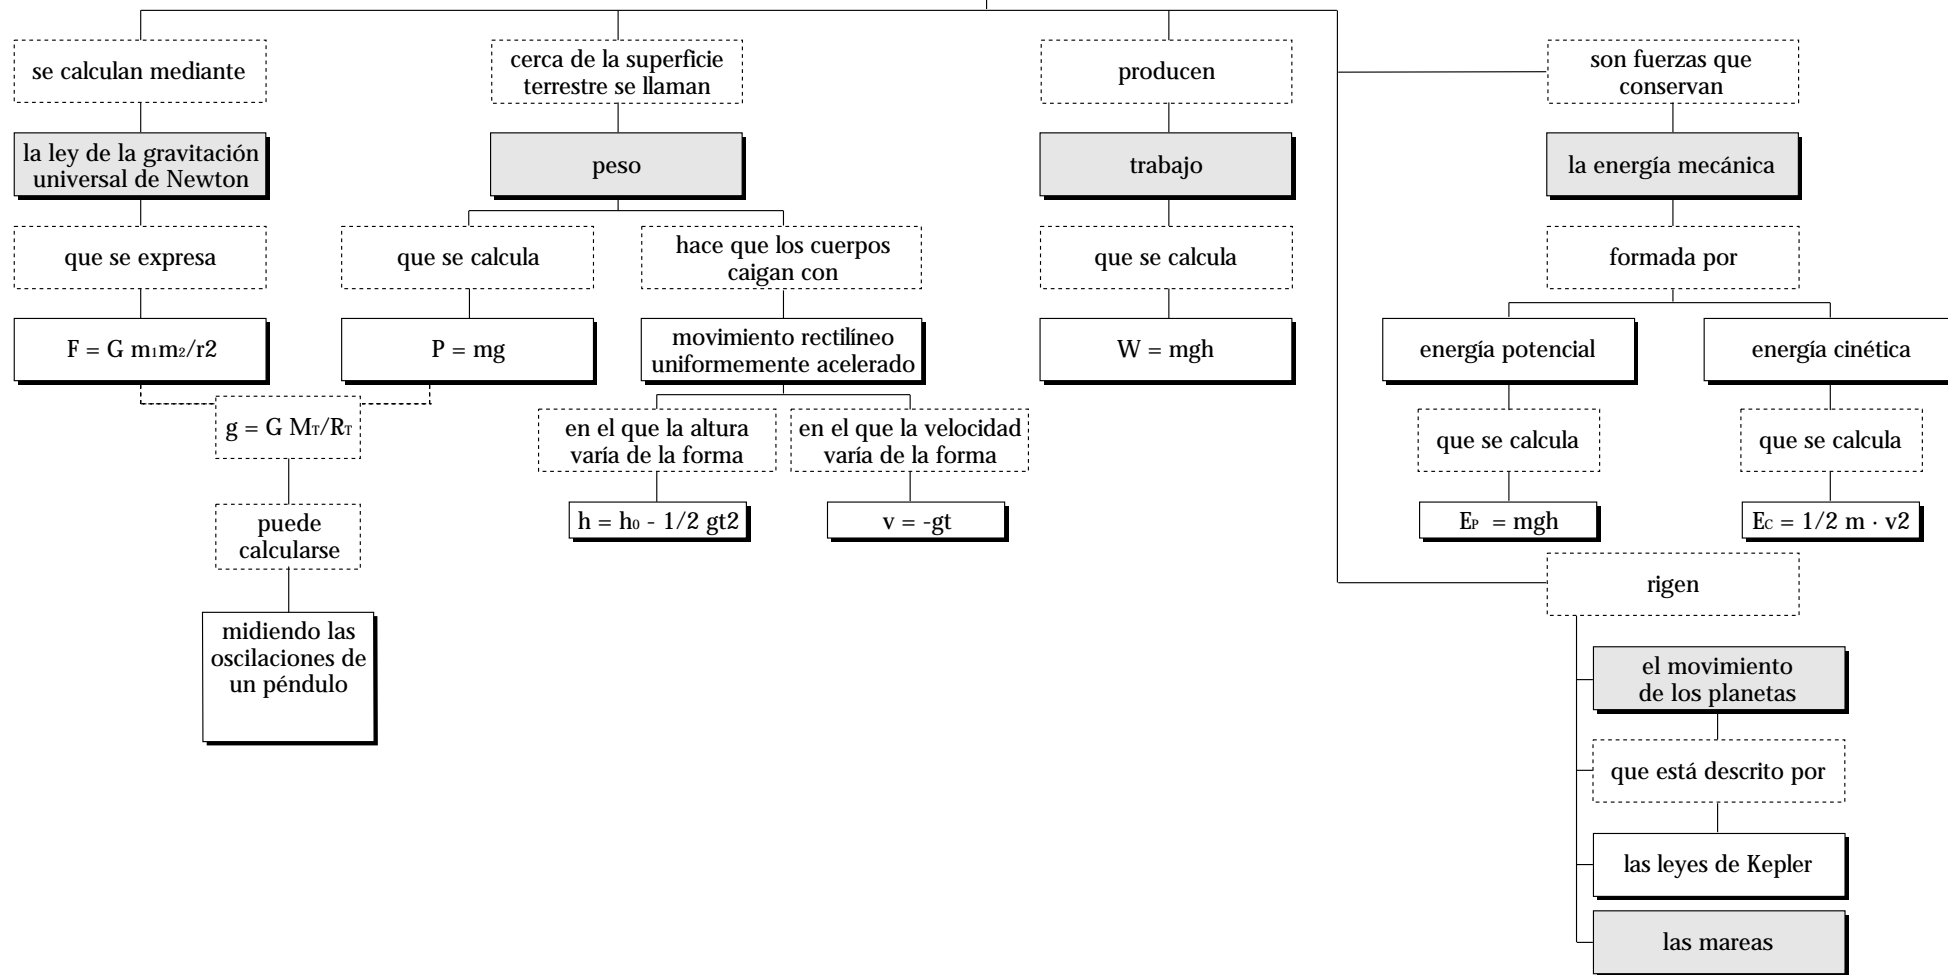 se calculan mediante
la ley de la gravitación
universal de Newton
que se expresa
F = G m₁m₂/r2
cerca de la superficie
terrestre se llaman
peso
que se calcula
P = mg
g = G MT/RT
puede
calcularse
midiendo las
oscilaciones de
un péndulo
hace que los cuerpos
caigan con
movimiento rectilíneo
uniformemente acelerado
en el que la altura
varía de la forma
h = h₀ - 1/2 gt2
en el que la velocidad
varía de la forma
v = -gt
producen
trabajo
que se calcula
W = mgh
son fuerzas que
conservan
la energía mecánica
formada por
energía potencial
que se calcula
EP = mgh
energía cinética
que se calcula
EC = 1/2 m · v2
rigen
el movimiento
de los planetas
que está descrito por
las leyes de Kepler
las mareas